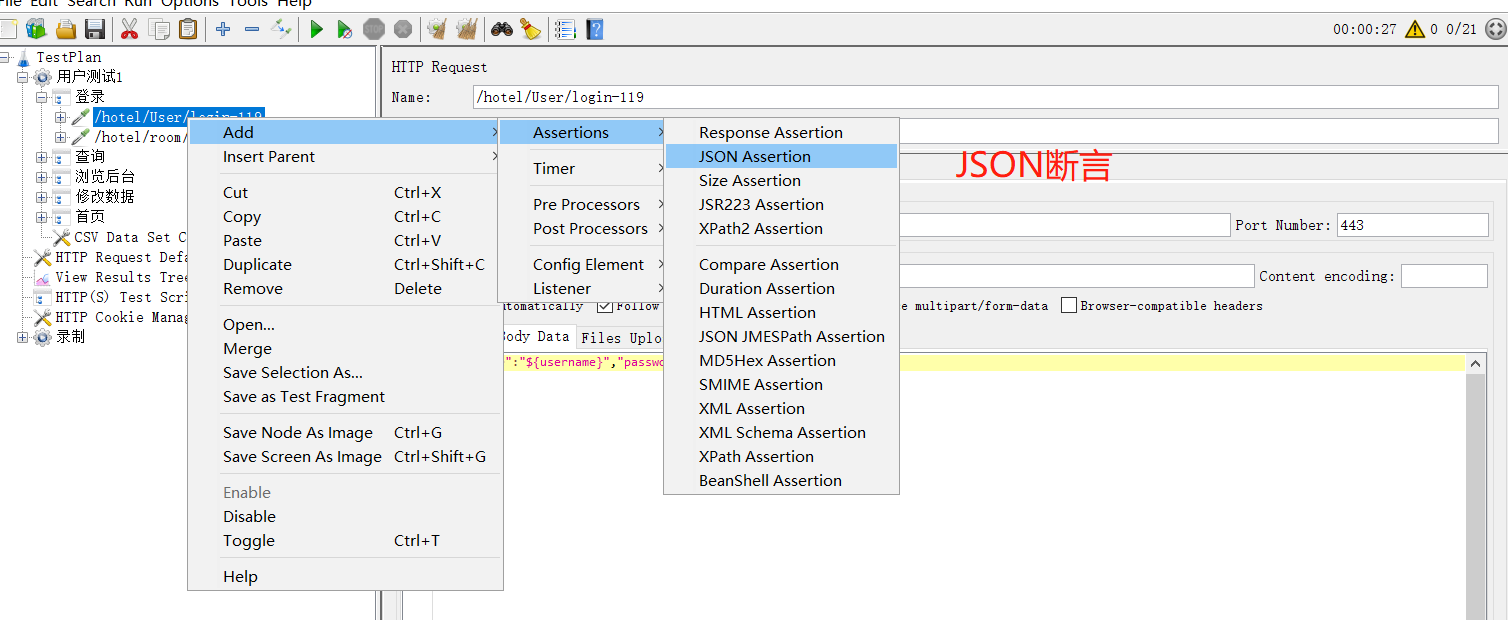 File Edit Search Run Options Tools Help
00:00:27 0 0/21
TestPlan
用户测试1
登录
/hotel/User/login-119
/hotel/room/
查询
浏览后台
修改数据
首页
CSV Data Set C
HTTP Request Defa
View Results Tree
HTTP(S) Test Scri
HTTP Cookie Manag
录制
HTTP Request
Name: /hotel/User/login-119
Port Number: 443
Content encoding:
Follow
multipart/form-data Browser-compatible headers
Body Data Files Uplo
":"${username}","passwo
Add
Insert Parent
Cut Ctrl+X
Copy Ctrl+C
Paste Ctrl+V
Duplicate Ctrl+Shift+C
Remove Delete
Open...
Merge
Save Selection As...
Save as Test Fragment
Save Node As Image Ctrl+G
Save Screen As Image Ctrl+Shift+G
Enable
Disable
Toggle Ctrl+T
Help
Assertions
Timer
Pre Processors
Post Processors
Config Element
Listener
Response Assertion
JSON Assertion
Size Assertion
JSR223 Assertion
XPath2 Assertion
Compare Assertion
Duration Assertion
HTML Assertion
JSON JMESPath Assertion
MD5Hex Assertion
SMIME Assertion
XML Assertion
XML Schema Assertion
XPath Assertion
BeanShell Assertion
JSON断言